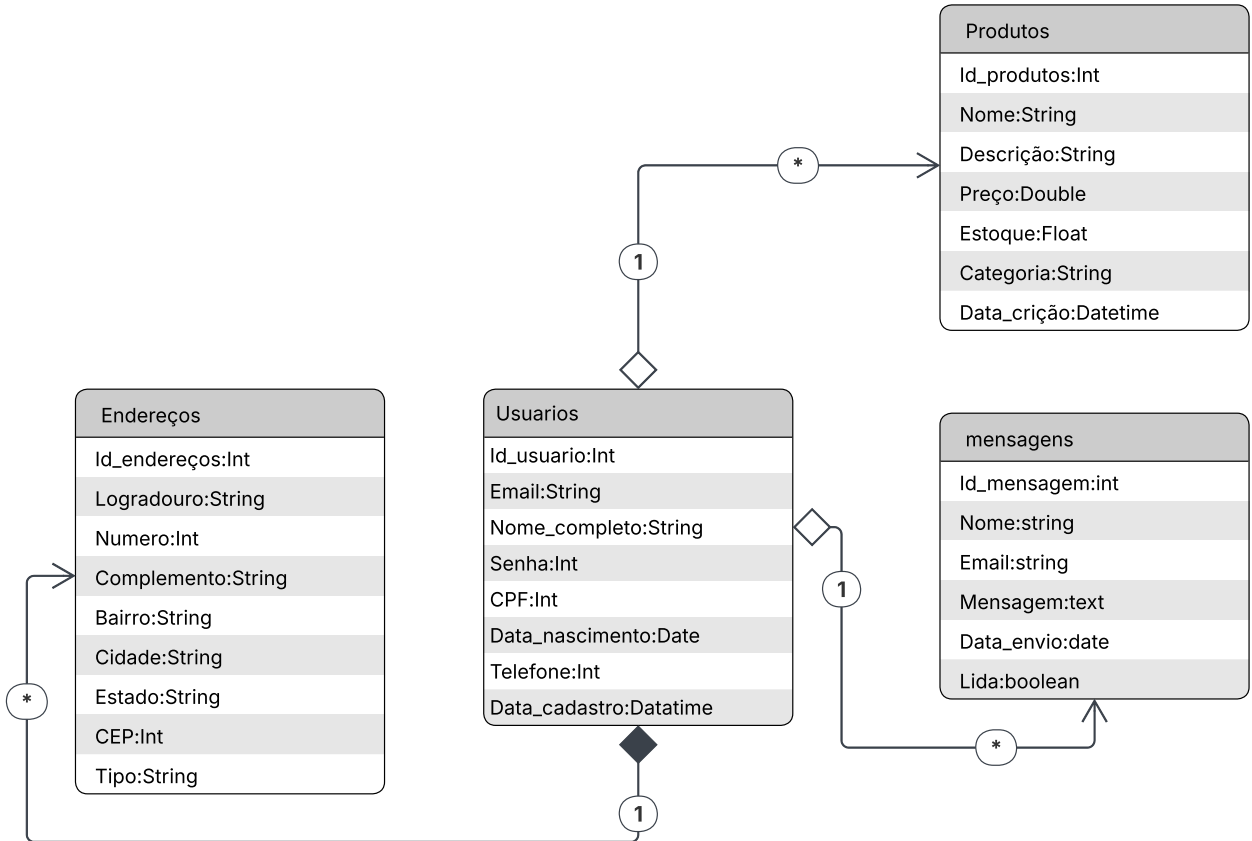 Produtos
Id_produtos:Int
Nome:String
Descrição:String
Preço:Double
Estoque:Float
Categoria:String
Data_crição:Datetime
*
1
Endereços
Id_endereços:Int
Logradouro:String
Numero:Int
Complemento:String
Bairro:String
Cidade:String
Estado:String
CEP:Int
Tipo:String
*
Usuarios
Id_usuario:Int
Email:String
Nome_completo:String
Senha:Int
CPF:Int
Data_nascimento:Date
Telefone:Int
Data_cadastro:Datatime
1
1
*
mensagens
Id_mensagem:int
Nome:string
Email:string
Mensagem:text
Data_envio:date
Lida:boolean